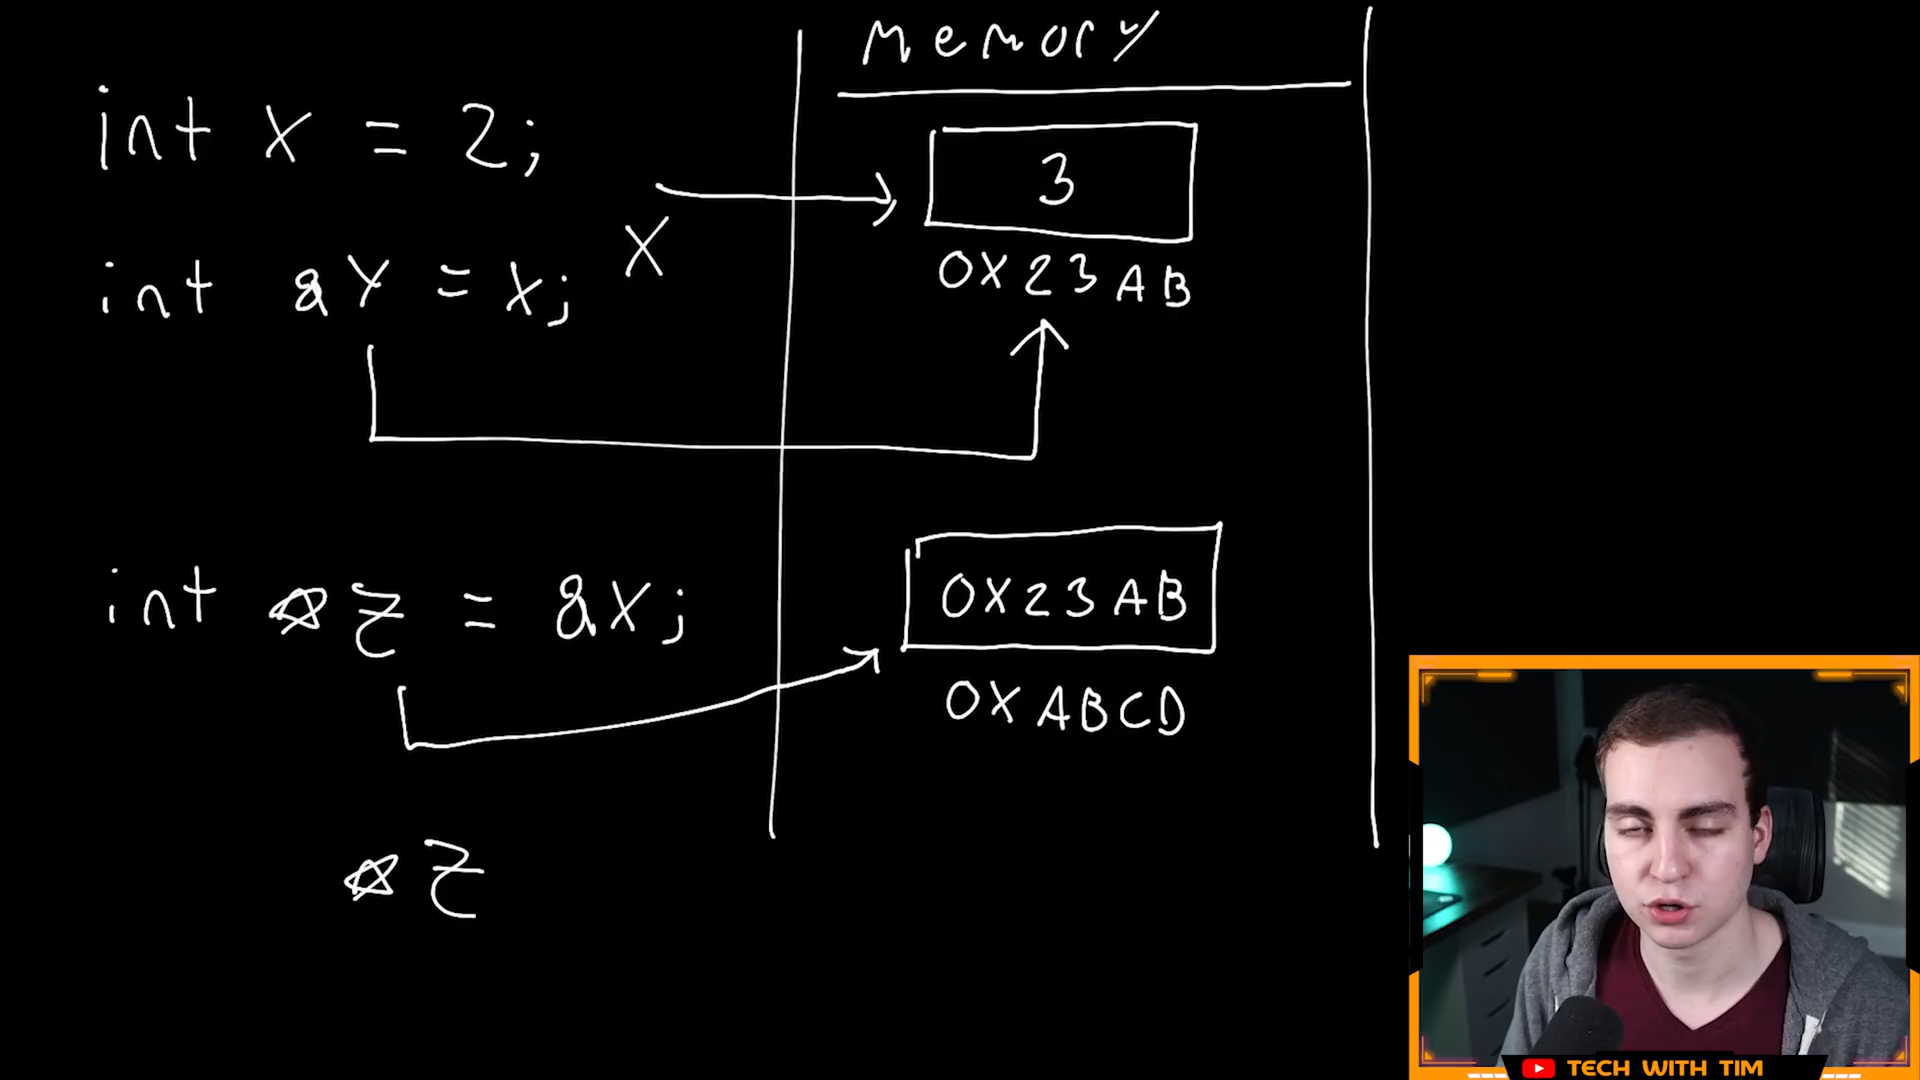 Memory
int x = 2;
3
x
0x23AB
int &y = x;
int *z = &x;
0x23AB
0xABCD
*z
TECH WITH TIM